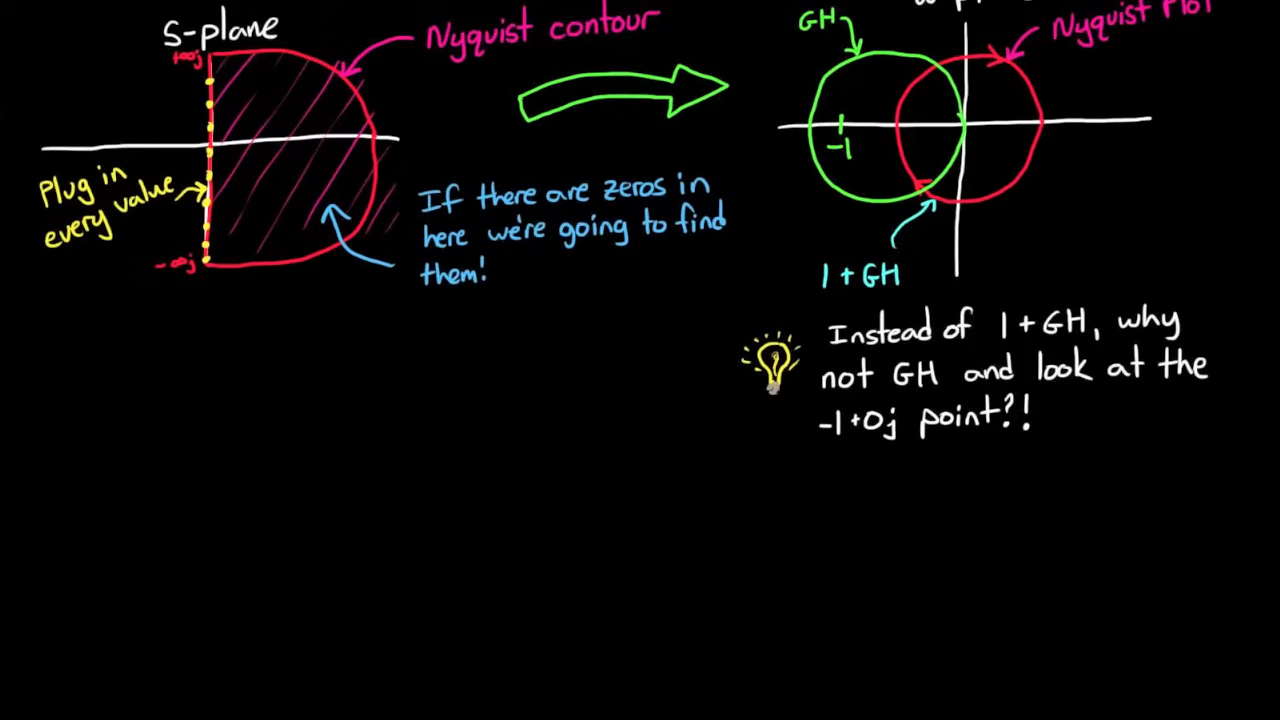 S-plane
Nyquist contour
+∞j
Plug in
every value
-∞j
If there are zeros in
here we're going to find
them!
GH
Nyquist Plot
-1
1 + GH
Instead of 1 + GH, why
not GH and look at the
-1+0j point?!